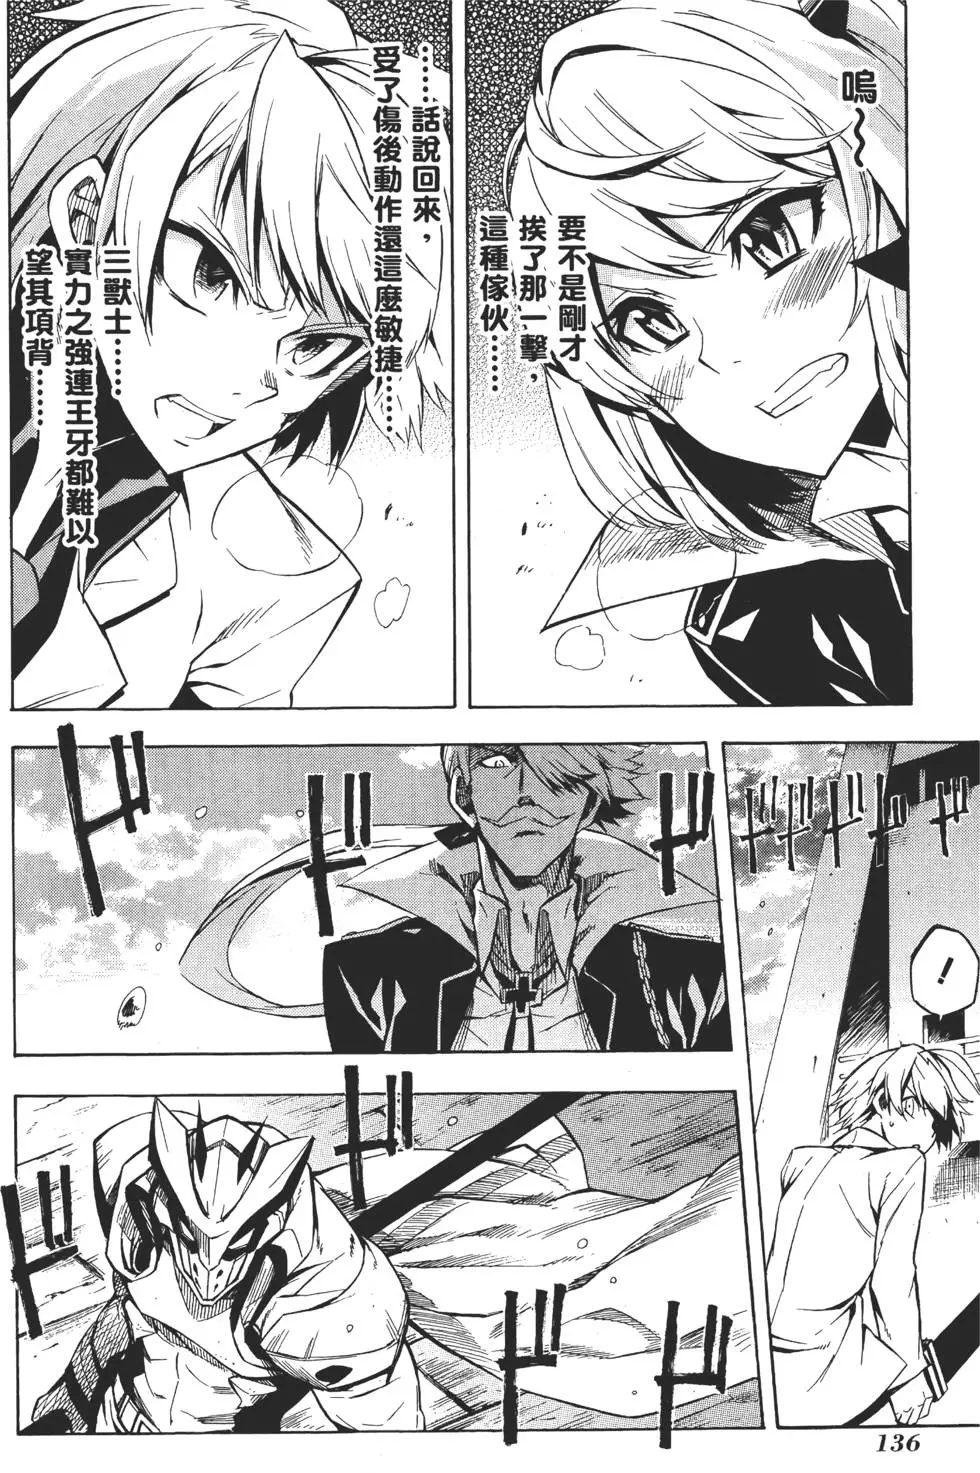 嗚～
要不是剛才
挨了那一擊，
這種傢伙……
……話說回來，
受了傷後動作還這麼敏捷……
三獸士……
實力之強連王牙都難以
望其項背……
ドドドドド
！
ドドド
ドドドド
136